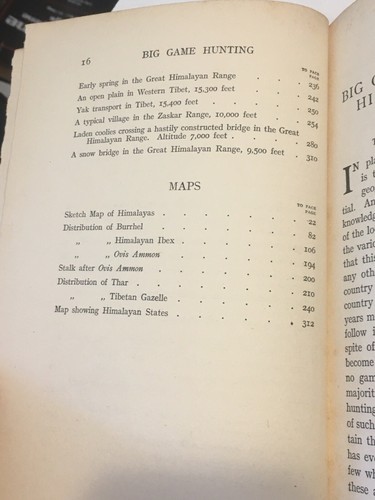 16 BIG GAME HUNTING
TO FACE
PAGE
Early spring in the Great Himalayan Range . . . 236
An open plain in Western Tibet, 15,300 feet . . . 242
Yak transport in Tibet, 15,400 feet . . . . 250
A typical village in the Zaskar Range, 10,000 feet . . 254
Laden coolies crossing a hastily constructed bridge in the Great
Himalayan Range. Altitude 7,000 feet . . . . 280
A snow bridge in the Great Himalayan Range, 9,500 feet . 310
MAPS
TO FACE
PAGE
Sketch Map of Himalayas . . . . . . 22
Distribution of Burrhel . . . . . . 82
„ „ Himalayan Ibex . . . . . 106
„ „ Ovis Ammon . . . . . 194
Stalk after Ovis Ammon . . . . . . 200
Distribution of Thar . . . . . . 210
„ „ Tibetan Gazelle . . . . . 240
Map showing Himalayan States . . . . . 312
BIG G
HI
IN pla
is t
tial. An
knowledg
of the lo
the vario
that this
any othe
country
country
years m
follow i
spite of
become
no gam
majorit
hunting
of such
tain th
has ev
few wh
these